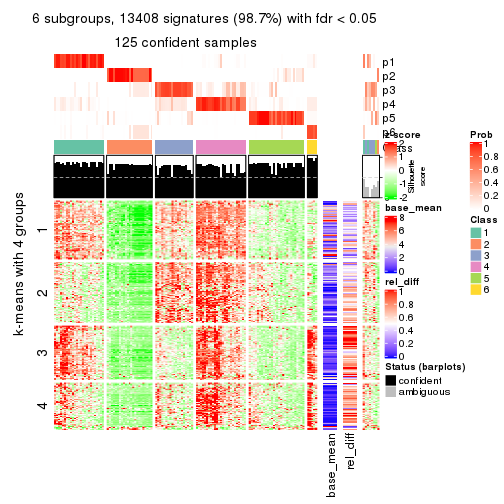 6 subgroups, 13408 signatures (98.7%) with fdr < 0.05
125 confident samples
p1
p2
p3
p4
p5
p6
Class
Silhouette
score
k-means with 4 groups
1
2
3
4
base_mean
rel_diff
z-score
2
1
0
-1
-2
base_mean
8
6
4
2
0
rel_diff
1
0.8
0.6
0.4
0.2
0
Status (barplots)
confident
ambiguous
Prob
1
0.8
0.6
0.4
0.2
0
Class
1
2
3
4
5
6